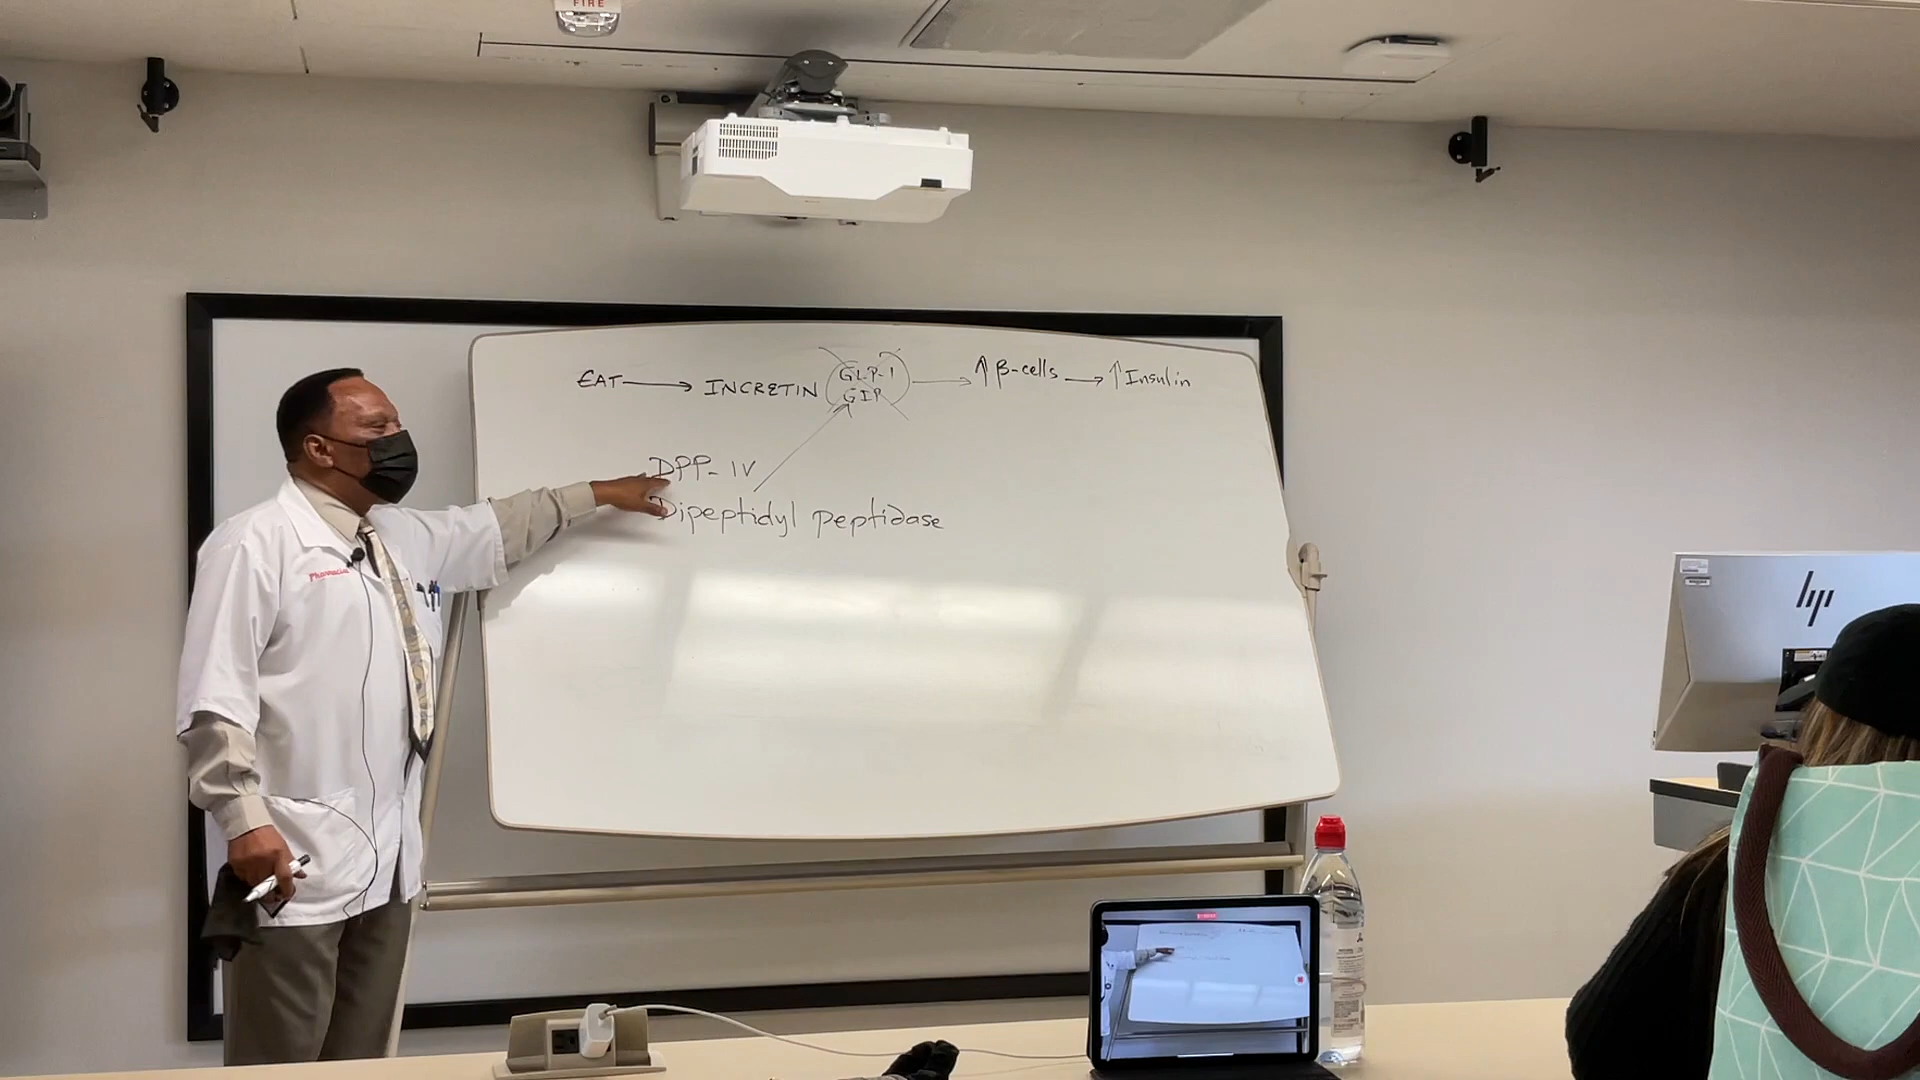 FIRE
EAT → INCRETIN (GLP-1 → ↑ β-cells → ↑ Insulin
GIP
DPP-IV
Dipeptidyl peptidase
hp